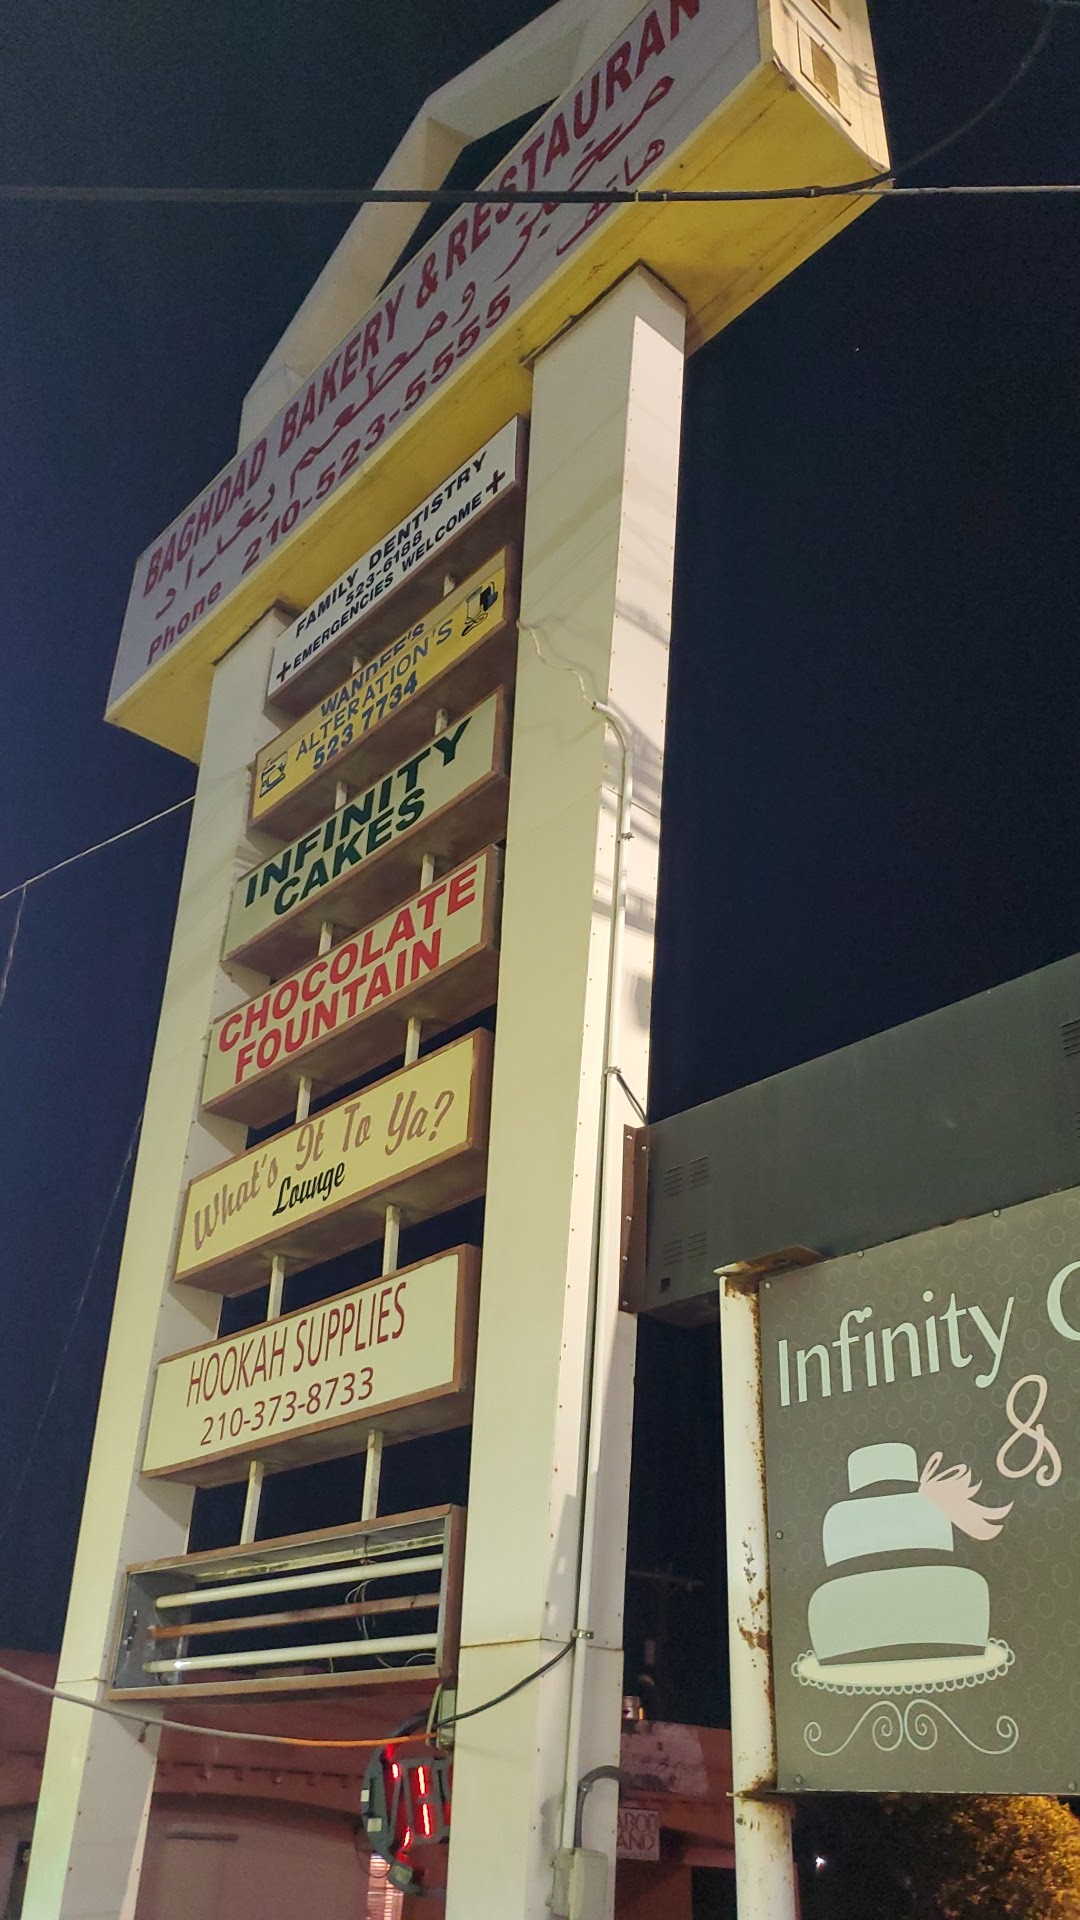 BAGHDAD BAKERY & RESTAURAN
مخبز ومطعم بغداد
Phone 210-523-5555 هاتف
FAMILY DENTISTRY
523-6188
+EMERGENCIES WELCOME+
WANDEE'S
ALTERATION'S
523 7734
INFINITY
CAKES
CHOCOLATE
FOUNTAIN
What's It To Ya?
Lounge
HOOKAH SUPPLIES
210-373-8733
Infinity C
&